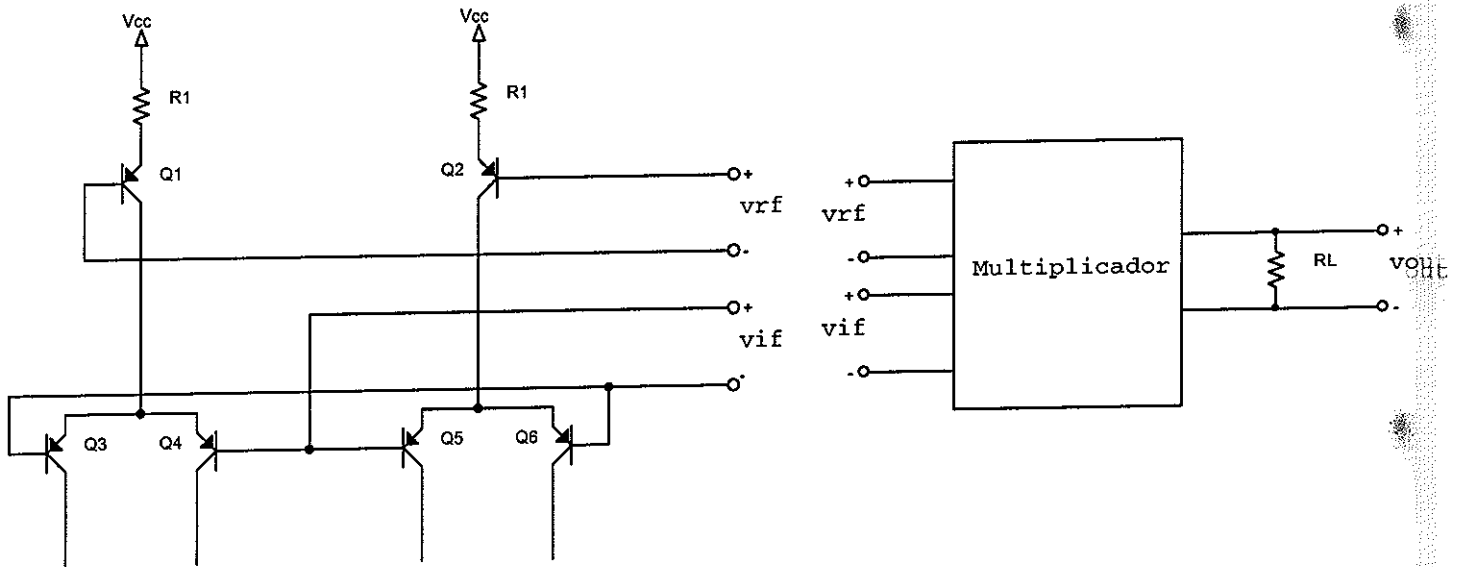 Vcc
Vcc
R1
R1
Q1
Q2
+
vrf
-
+
vif
-
Q3
Q4
Q5
Q6
+
vrf
-
+
vif
-
Multiplicador
RL
+
vout
-